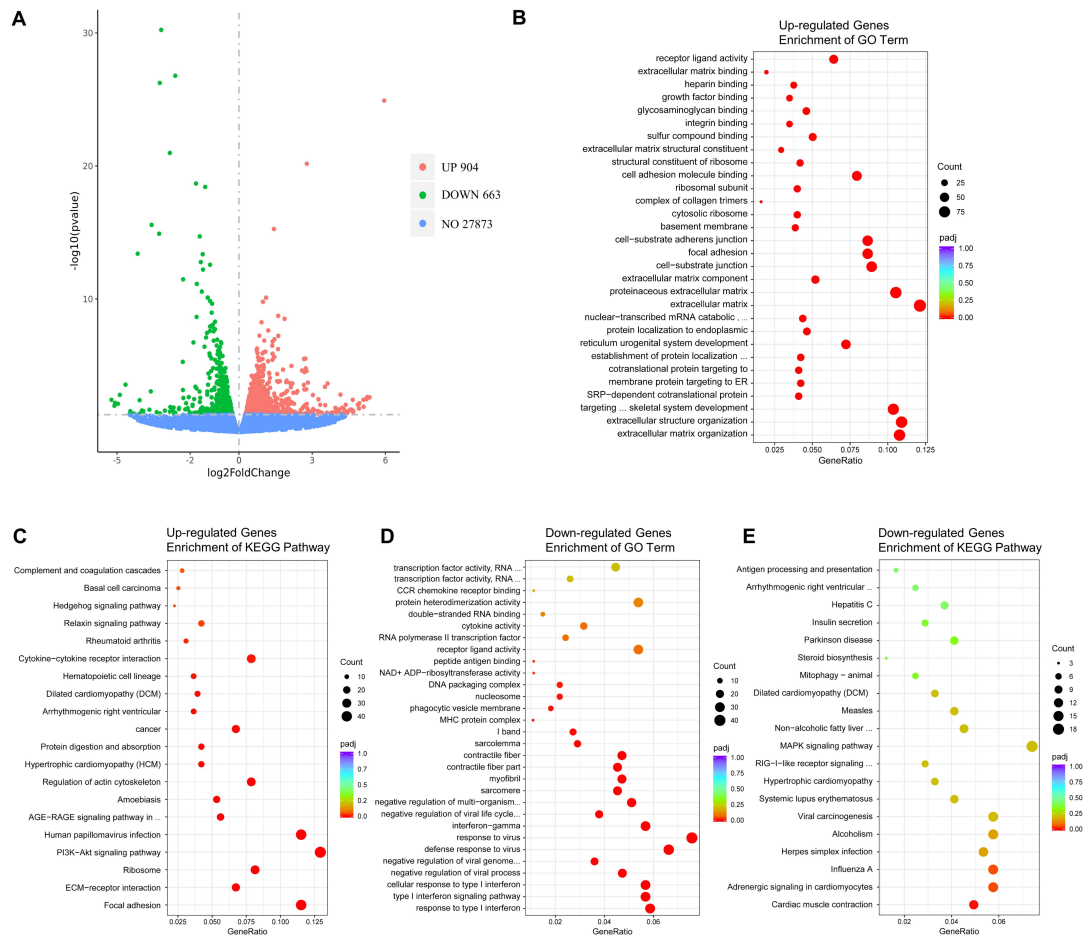 A
30
20
10
-log10(pvalue)
-5
-3
0
3
6
log2FoldChange
UP 904
DOWN 663
NO 27873
B
Up-regulated Genes
Enrichment of GO Term
receptor ligand activity
extracellular matrix binding
heparin binding
growth factor binding
glycosaminoglycan binding
integrin binding
sulfur compound binding
extracellular matrix structural constituent
structural constituent of ribosome
cell adhesion molecule binding
ribosomal subunit
complex of collagen trimers
cytosolic ribosome
basement membrane
cell-substrate adherens junction
focal adhesion
cell-substrate junction
extracellular matrix component
proteinaceous extracellular matrix
extracellular matrix
nuclear-transcribed mRNA catabolic , ...
protein localization to endoplasmic
reticulum urogenital system development
establishment of protein localization ...
cotranslational protein targeting to
membrane protein targeting to ER
SRP-dependent cotranslational protein
targeting ... skeletal system development
extracellular structure organization
extracellular matrix organization
0.025
0.050
0.075
0.100
0.125
GeneRatio
Count
25
50
75
padj
1.00
0.75
0.50
0.25
0.00
C
Up-regulated Genes
Enrichment of KEGG Pathway
Complement and coagulation cascades
Basal cell carcinoma
Hedgehog signaling pathway
Relaxin signaling pathway
Rheumatoid arthritis
Cytokine-cytokine receptor interaction
Hematopoietic cell lineage
Dilated cardiomyopathy (DCM)
Arrhythmogenic right ventricular
cancer
Protein digestion and absorption
Hypertrophic cardiomyopathy (HCM)
Regulation of actin cytoskeleton
Amoebiasis
AGE-RAGE signaling pathway in ...
Human papillomavirus infection
PI3K-Akt signaling pathway
Ribosome
ECM-receptor interaction
Focal adhesion
0.025
0.050
0.075
0.100
0.125
GeneRatio
Count
10
20
30
40
padj
1.0
0.7
0.5
0.2
0.0
D
Down-regulated Genes
Enrichment of GO Term
transcription factor activity, RNA ...
transcription factor activity, RNA ...
CCR chemokine receptor binding
protein heterodimerization activity
double-stranded RNA binding
cytokine activity
RNA polymerase II transcription factor
receptor ligand activity
peptide antigen binding
NAD+ ADP-ribosyltransferase activity
DNA packaging complex
nucleosome
phagocytic vesicle membrane
MHC protein complex
I band
sarcolemma
contractile fiber
contractile fiber part
myofibril
sarcomere
negative regulation of multi-organism...
negative regulation of viral life cycle...
interferon-gamma
response to virus
defense response to virus
negative regulation of viral genome...
negative regulation of viral process
cellular response to type I interferon
type I interferon signaling pathway
response to type I interferon
0.02
0.04
0.06
GeneRatio
Count
10
20
30
40
padj
1.00
0.75
0.50
0.25
0.00
E
Down-regulated Genes
Enrichment of KEGG Pathway
Antigen processing and presentation
Arrhythmogenic right ventricular ...
Hepatitis C
Insulin secretion
Parkinson disease
Steroid biosynthesis
Mitophagy - animal
Dilated cardiomyopathy (DCM)
Measles
Non-alcoholic fatty liver ...
MAPK signaling pathway
RIG-I-like receptor signaling ...
Hypertrophic cardiomyopathy
Systemic lupus erythematosus
Viral carcinogenesis
Alcoholism
Herpes simplex infection
Influenza A
Adrenergic signaling in cardiomyocytes
Cardiac muscle contraction
0.02
0.04
0.06
GeneRatio
Count
3
6
9
12
15
18
padj
1.00
0.75
0.50
0.25
0.00